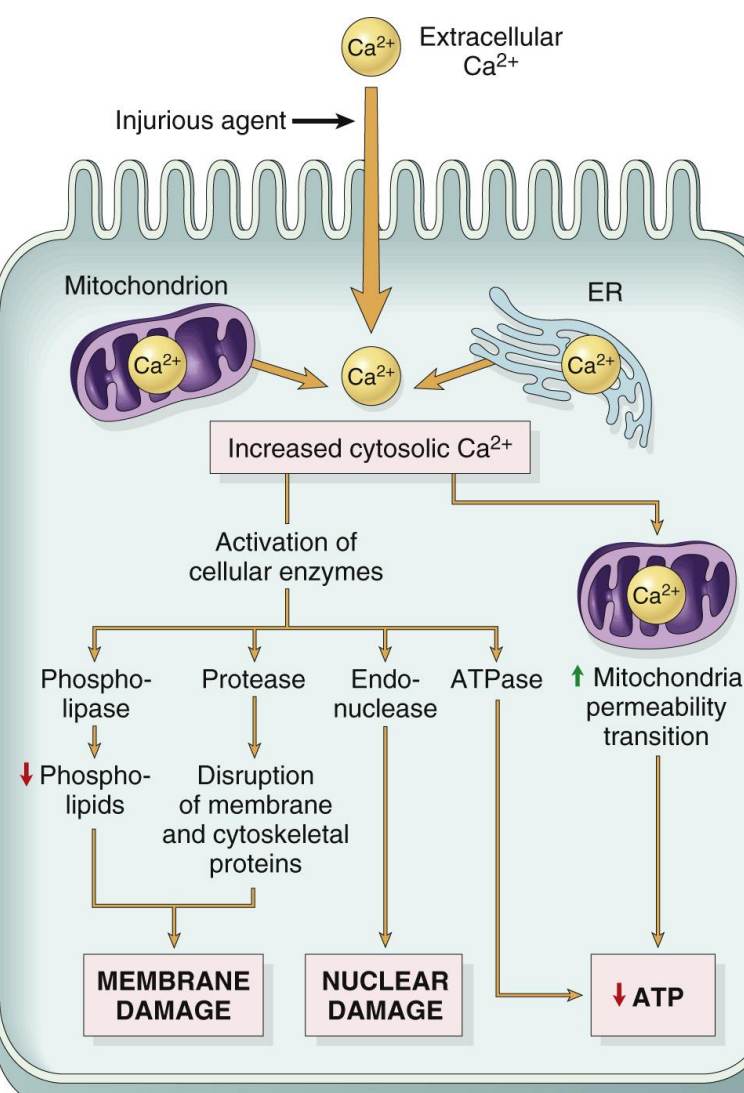 Ca²⁺
Extracellular
Ca²⁺
Injurious agent
Mitochondrion
ER
Ca²⁺
Ca²⁺
Ca²⁺
Increased cytosolic Ca²⁺
Activation of
cellular enzymes
Ca²⁺
Phospho-
lipase
Protease
Endo-
nuclease
ATPase
↑ Mitochondria
permeability
transition
↓ Phospho-
lipids
Disruption
of membrane
and cytoskeletal
proteins
MEMBRANE
DAMAGE
NUCLEAR
DAMAGE
↓ ATP